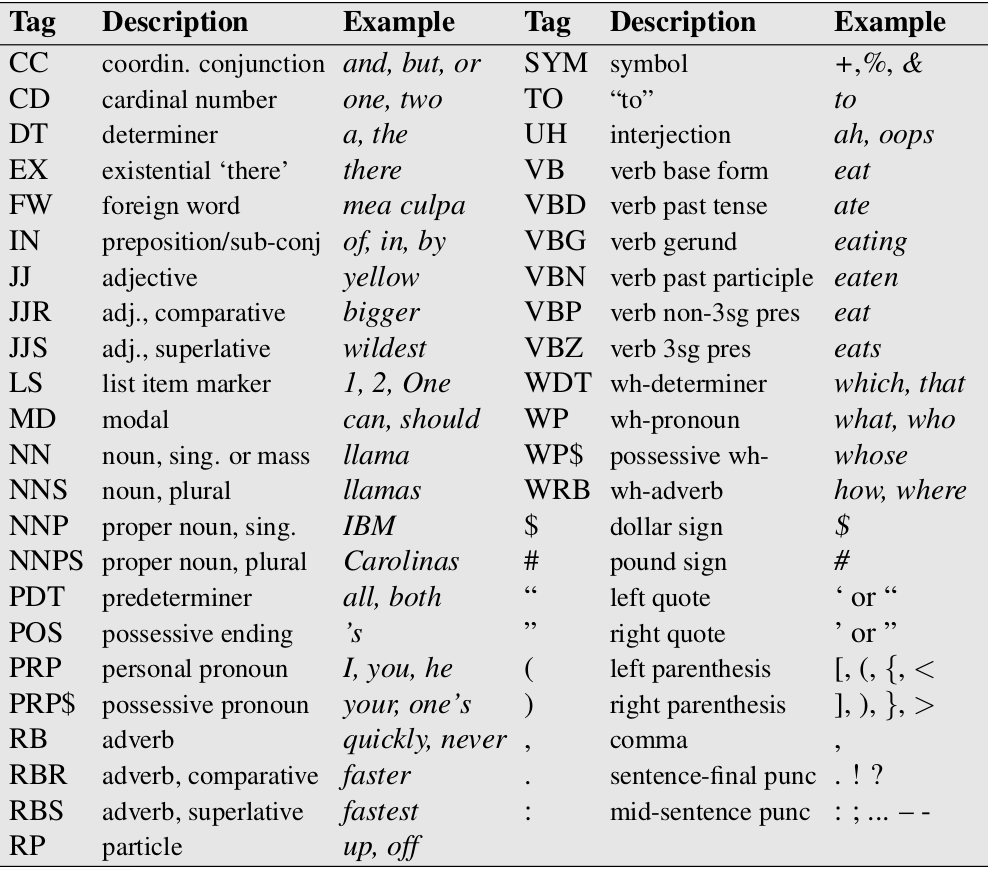 Tag Description Example Tag Description Example
CC coordin. conjunction and, but, or SYM symbol +,%, &
CD cardinal number one, two TO “to” to
DT determiner a, the UH interjection ah, oops
EX existential ‘there’ there VB verb base form eat
FW foreign word mea culpa VBD verb past tense ate
IN preposition/sub-conj of, in, by VBG verb gerund eating
JJ adjective yellow VBN verb past participle eaten
JJR adj., comparative bigger VBP verb non-3sg pres eat
JJS adj., superlative wildest VBZ verb 3sg pres eats
LS list item marker 1, 2, One WDT wh-determiner which, that
MD modal can, should WP wh-pronoun what, who
NN noun, sing. or mass llama WP$ possessive wh- whose
NNS noun, plural llamas WRB wh-adverb how, where
NNP proper noun, sing. IBM $ dollar sign $
NNPS proper noun, plural Carolinas # pound sign #
PDT predeterminer all, both “ left quote ‘ or “
POS possessive ending ’s ” right quote ’ or ”
PRP personal pronoun I, you, he ( left parenthesis [, (, {, <
PRP$ possessive pronoun your, one’s ) right parenthesis ], ), }, >
RB adverb quickly, never , comma ,
RBR adverb, comparative faster . sentence-final punc . ! ?
RBS adverb, superlative fastest : mid-sentence punc : ; ... – -
RP particle up, off